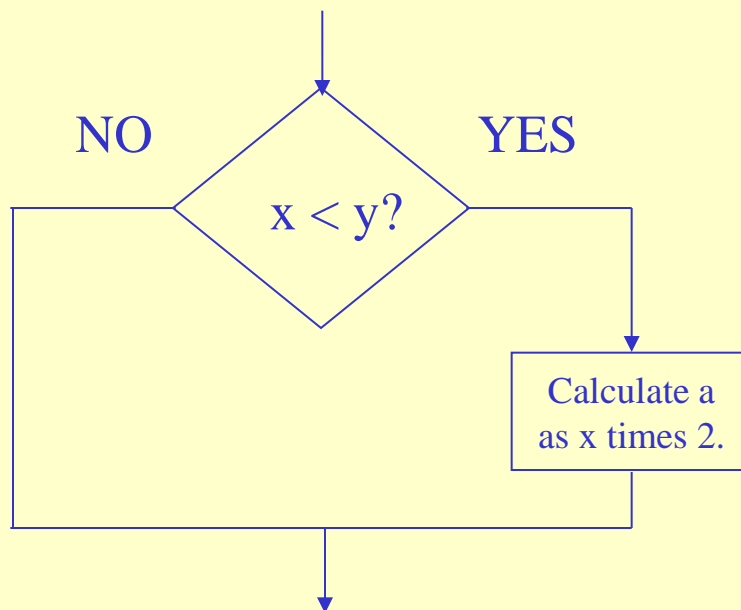 NO
YES
x < y?
Calculate a
as x times 2.